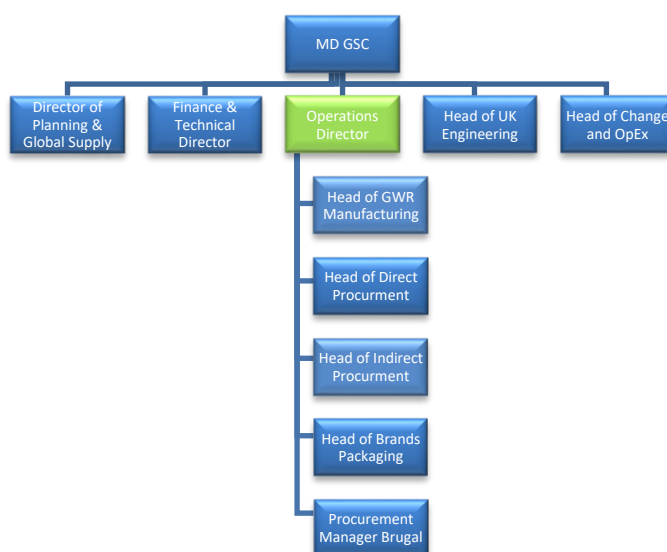 MD GSC
Director of
Planning &
Global Supply
Finance &
Technical
Director
Operations
Director
Head of UK
Engineering
Head of Change
and OpEx
Head of GWR
Manufacturing
Head of Direct
Procurment
Head of Indirect
Procurment
Head of Brands
Packaging
Procurement
Manager Brugal